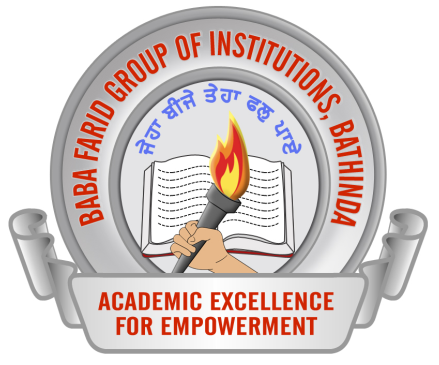 BABA FARID GROUP OF INSTITUTIONS, BATHINDA
ਜੇਹਾ ਬੀਜੇ ਤੇਹਾ ਫਲੁ ਪਾਏ
ACADEMIC EXCELLENCE
FOR EMPOWERMENT